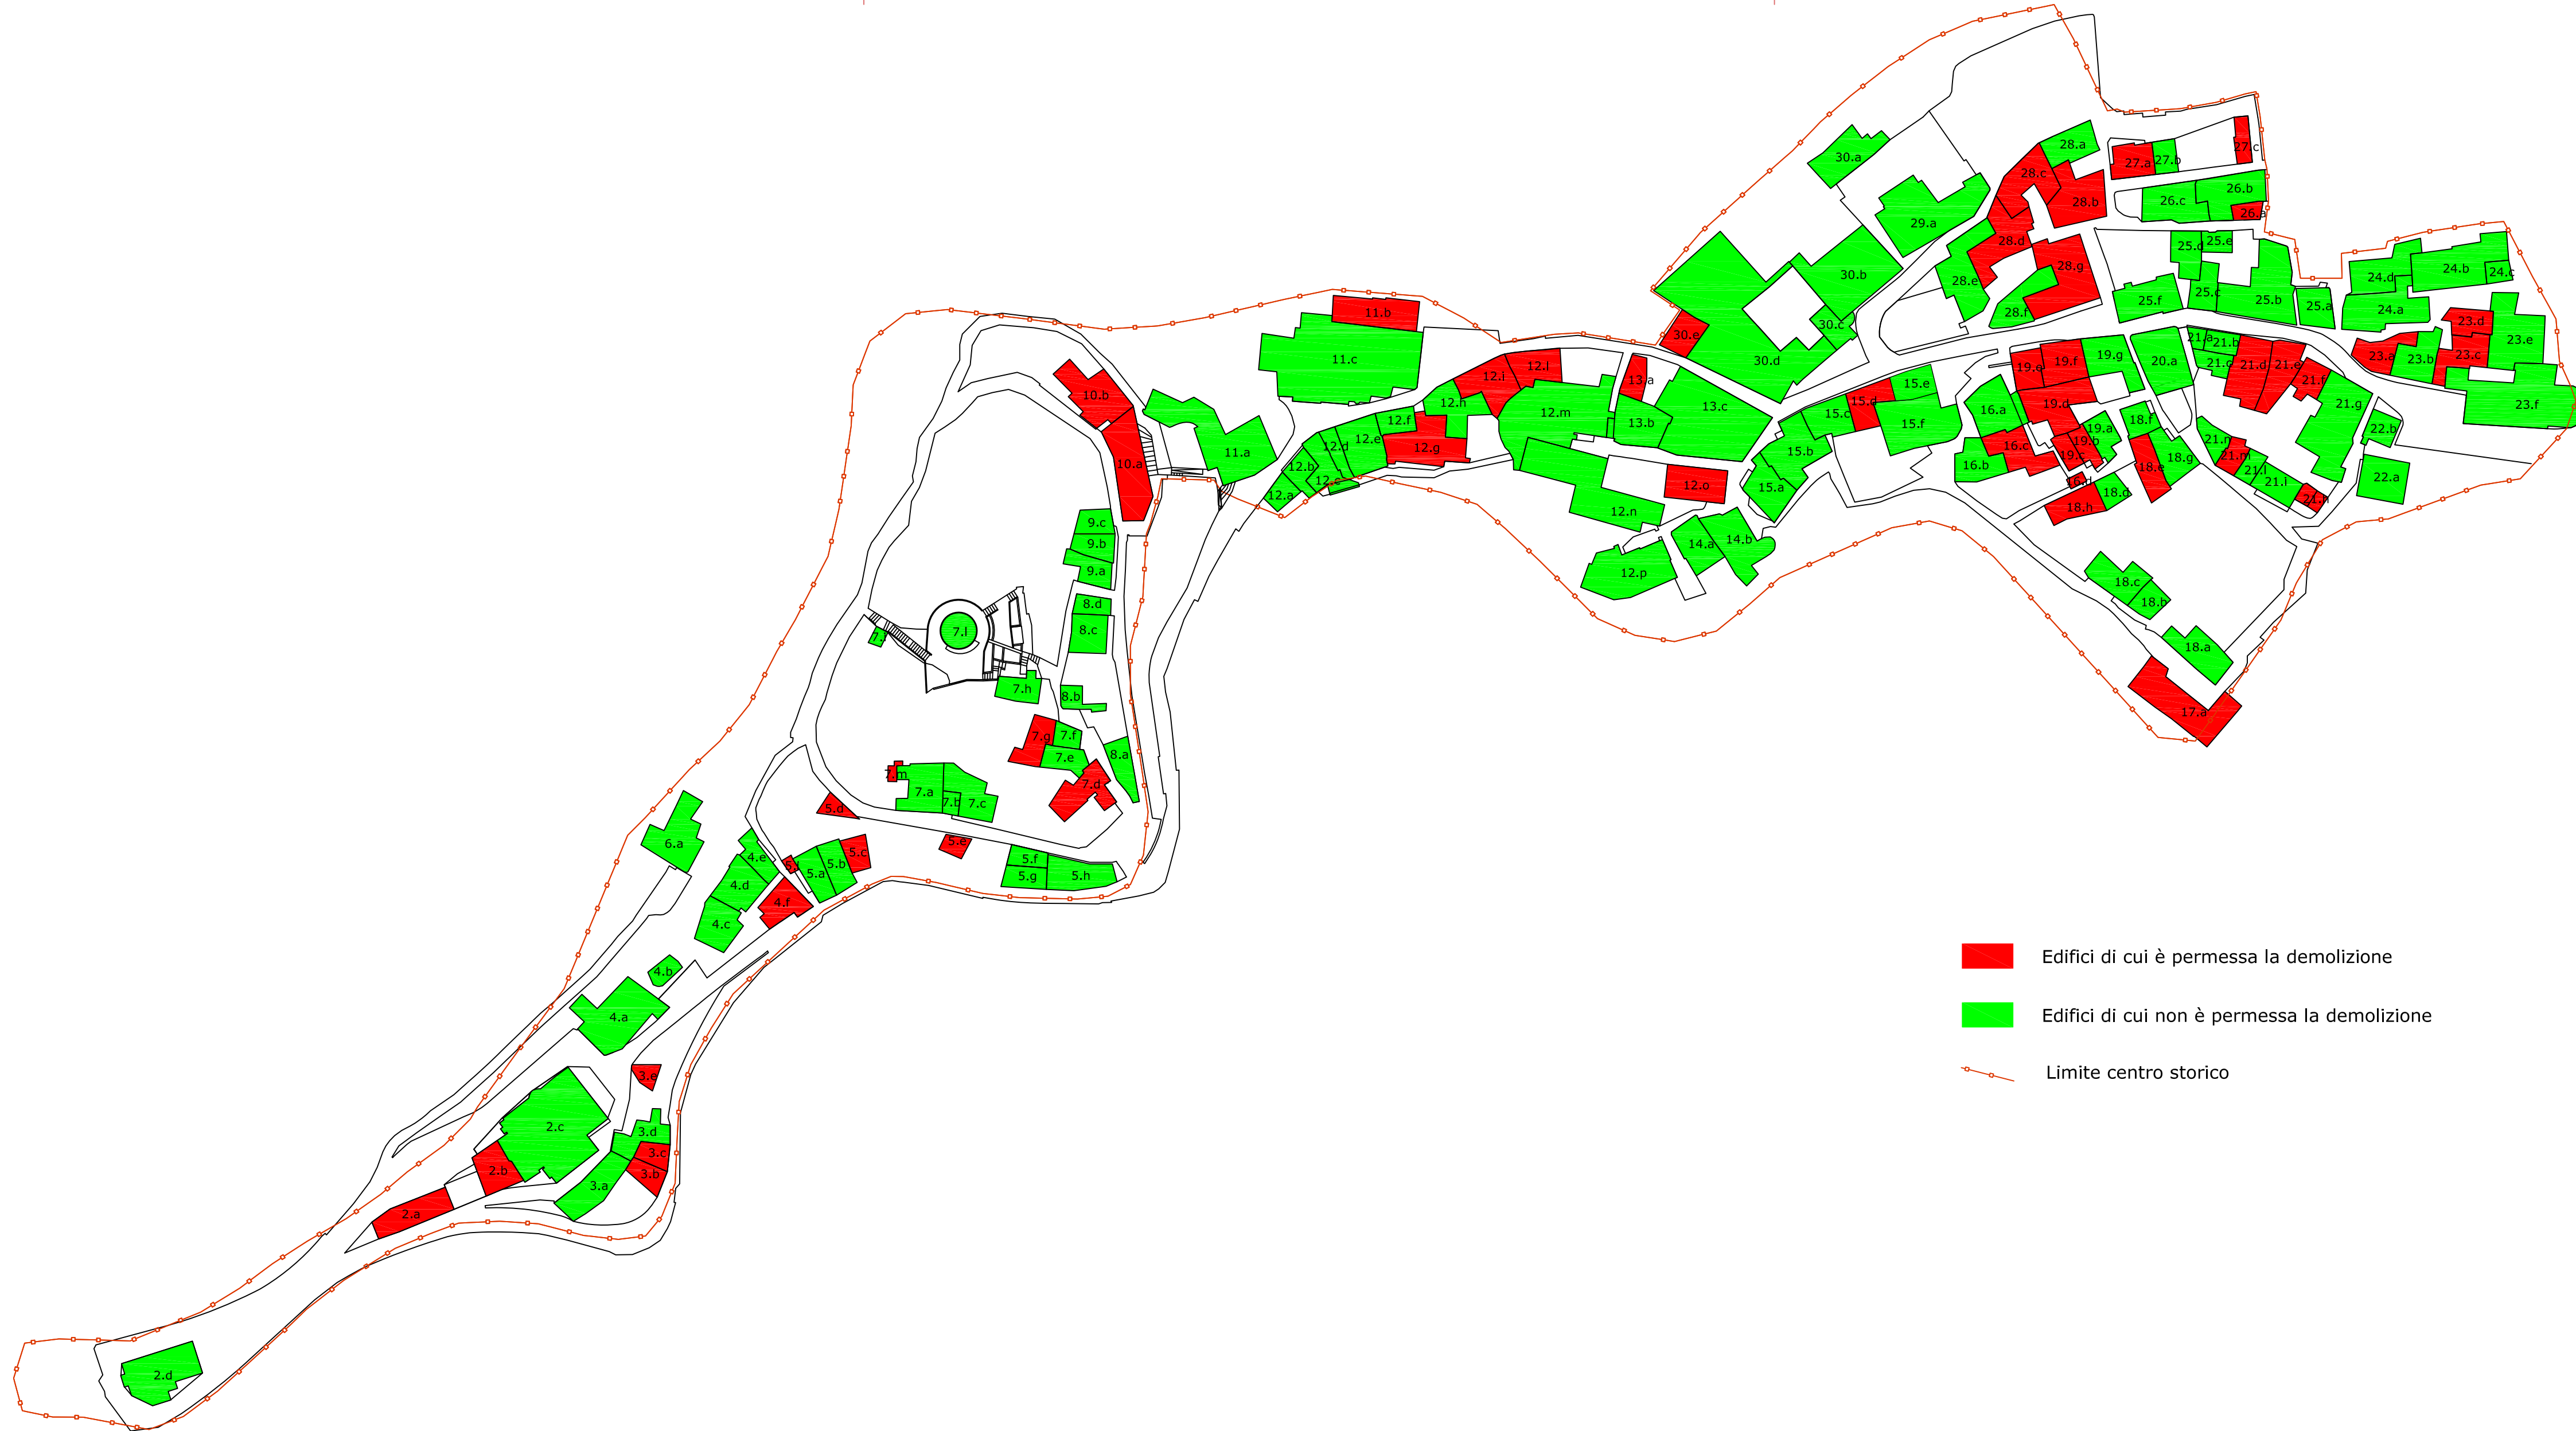 28.a
27.a
27.b
27.c
30.a
28.c
28.b
26.b
26.c
26.a
29.a
28.d
25.d
25.e
30.b
28.g
24.d
24.b
24.c
28.e
25.f
25.c
25.b
25.a
24.a
11.b
30.c
28.f
23.d
30.e
30.d
11.c
21.a
21.b
23.e
19.e
19.f
19.g
20.a
21.c
21.d
21.e
23.a
23.b
23.c
12.i
12.l
13.a
21.f
10.b
12.h
13.c
15.d
15.e
15.c
15.f
16.a
19.d
21.g
23.f
12.f
12.m
13.b
18.f
19.a
22.b
12.d
12.e
12.g
19.b
21.n
10.a
11.a
12.b
15.b
16.b
16.c
19.c
18.e
18.g
21.m
21.l
12.a
12.c
12.o
15.a
16.d
18.d
21.i
21.h
22.a
18.h
9.c
12.n
9.b
14.a
14.b
9.a
12.p
18.c
8.d
18.b
7.l
8.c
18.a
7.h
8.b
17.a
7.g
7.f
7.e
8.a
7.m
7.a
7.b
7.c
7.d
5.d
6.a
5.e
4.e
5.c
5.b
5.a
5.f
5.g
5.h
4.d
4.f
4.c
4.b
4.a
Edifici di cui è permessa la demolizione
Edifici di cui non è permessa la demolizione
Limite centro storico
3.e
2.c
3.d
3.c
2.b
3.b
3.a
2.a
2.d